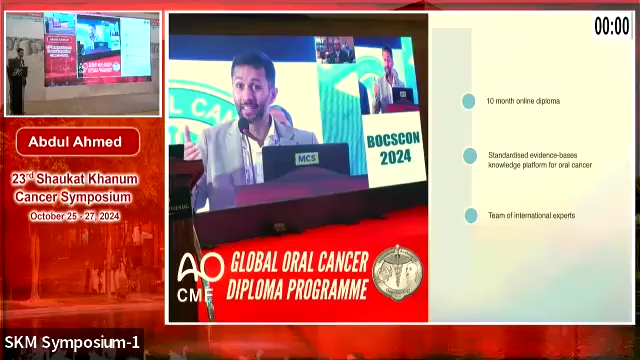 00:00
Abdul Ahmed
23rd Shaukat Khanum
Cancer Symposium
October 25 - 27, 2024
MCS
BOCSCON
2024
AO
CMF
GLOBAL ORAL CANCER
DIPLOMA PROGRAMME
10 month online diploma
Standardised evidence-bases
knowledge platform for oral cancer
Team of international experts
SKM Symposium-1